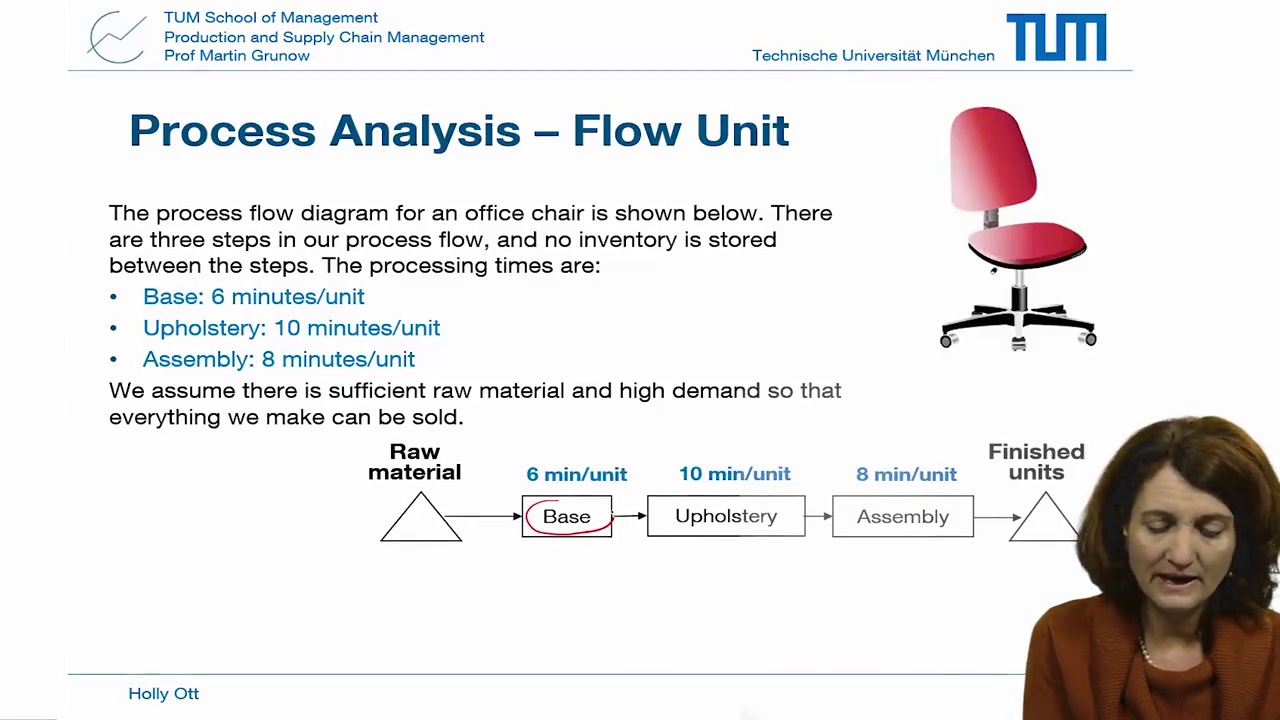 TUM School of Management
Production and Supply Chain Management
Prof Martin Grunow
Technische Universität München
TUM
Process Analysis – Flow Unit
The process flow diagram for an office chair is shown below. There
are three steps in our process flow, and no inventory is stored
between the steps. The processing times are:
• Base: 6 minutes/unit
• Upholstery: 10 minutes/unit
• Assembly: 8 minutes/unit
We assume there is sufficient raw material and high demand so that
everything we make can be sold.
Raw
material
6 min/unit
10 min/unit
8 min/unit
Finished
units
Base
Upholstery
Assembly
Holly Ott